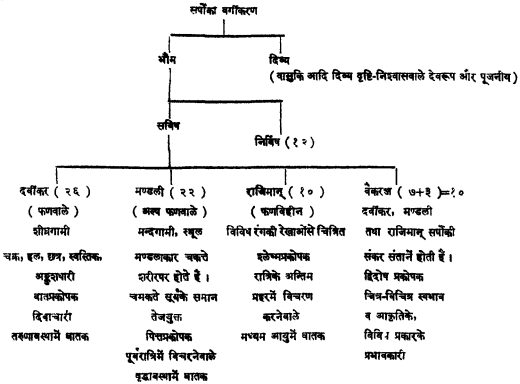 सर्पोंका वर्गीकरण
भौम
दिव्य
(वासुकि आदि दिव्य दृष्टि-निश्वासवाले देवरूप और पूजनीय)
सविष
निर्विष (१२)
दर्वीकर (२६)
(फणवाले)
शीघ्रगामी
चक्र, हल, छत्र, स्वस्तिक,
अङ्कुशधारी
वातप्रकोपक
दिवाचारी
तरुणावस्थामें घातक
मण्डली (२२)
(अल्प फणवाले)
मन्दगामी, स्थूल
मण्डलाकार चकत्ते
शरीरपर होते हैं।
चमकते सूर्यके समान
तेजयुक्त
पित्तप्रकोपक
पूर्वरात्रिमें विचरनेवाले
वृद्धावस्थामें घातक
राजिमान् (१०)
(फणविहीन)
विविध रंगकी रेखाओंसे चित्रित
श्लेष्मप्रकोपक
रात्रिके अन्तिम
प्रहरमें विचरण
करनेवाले
मध्यम आयुमें घातक
वैकरञ्ज (७+३)=१०
दर्वीकर, मण्डली
तथा राजिमान् सर्पोंकी
संकर संतानें होती हैं।
द्विदोष प्रकोपक
चित्र-विचित्र स्वभाव
व आकृतिके,
विविध प्रकारके
प्रभावकारी